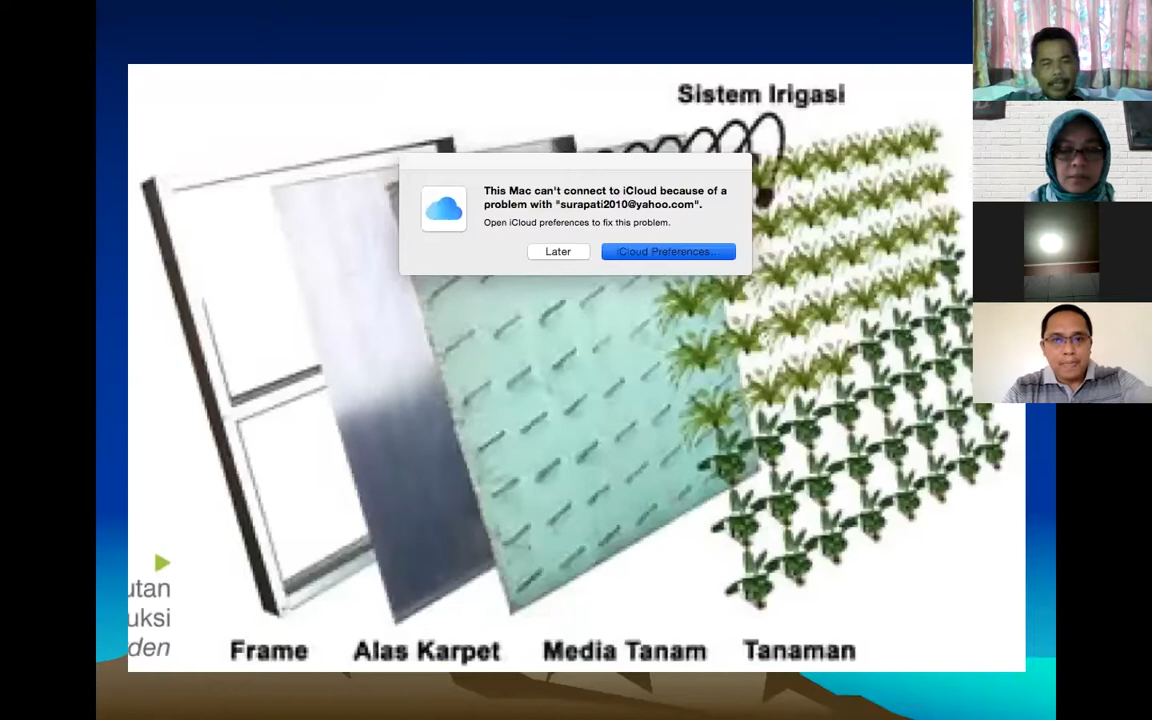 Sistem Irigasi
This Mac can't connect to iCloud because of a
problem with "surapati2010@yahoo.com".
Open iCloud preferences to fix this problem.
Later
iCloud Preferences...
utan
uksi
den
Frame
Alas Karpet
Media Tanam
Tanaman